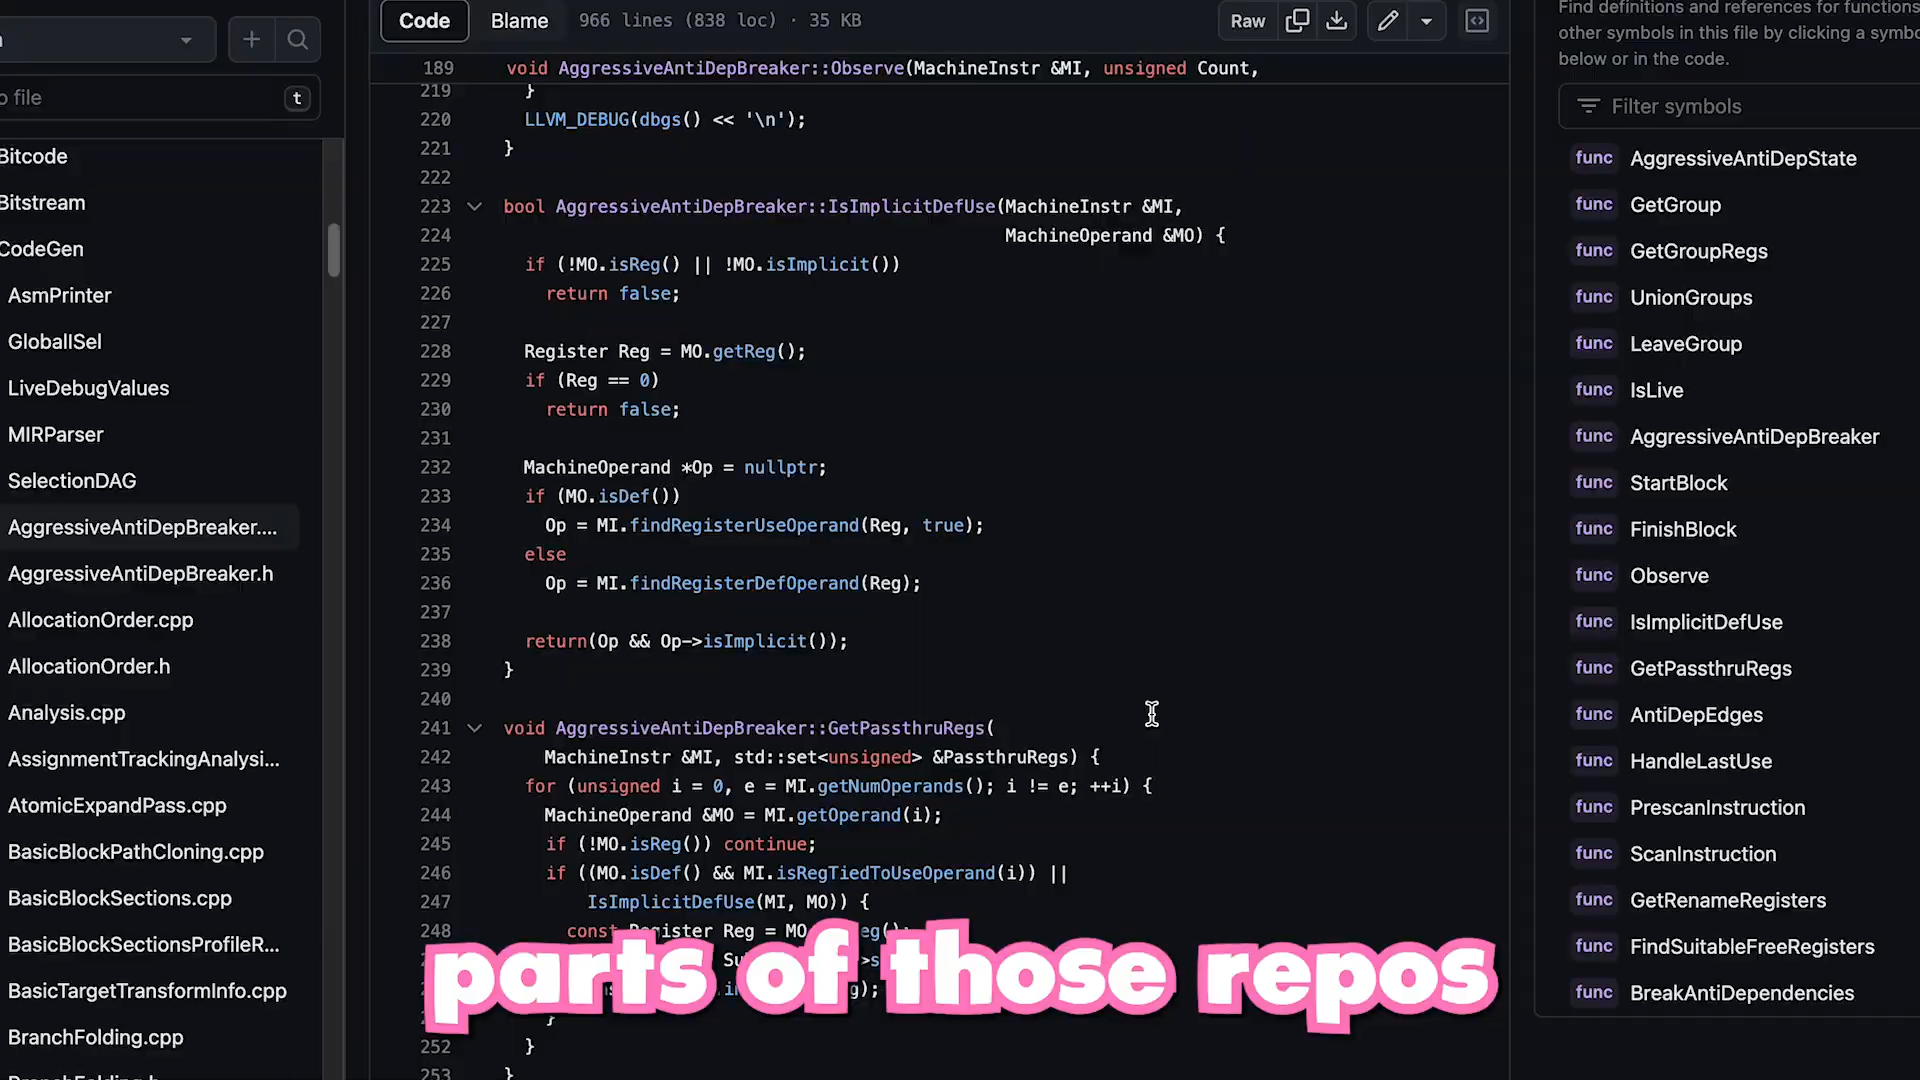 Code Blame 966 lines (838 loc) · 35 KB Raw
Find definitions and references for functions
other symbols in this file by clicking a symbol
below or in the code.
o file t
Filter symbols
Bitcode
Bitstream
CodeGen
AsmPrinter
GlobalISel
LiveDebugValues
MIRParser
SelectionDAG
AggressiveAntiDepBreaker....
AggressiveAntiDepBreaker.h
AllocationOrder.cpp
AllocationOrder.h
Analysis.cpp
AssignmentTrackingAnalysi...
AtomicExpandPass.cpp
BasicBlockPathCloning.cpp
BasicBlockSections.cpp
BasicBlockSectionsProfileR...
BasicTargetTransformInfo.cpp
BranchFolding.cpp
189 void AggressiveAntiDepBreaker::Observe(MachineInstr &MI, unsigned Count,
219 }
220 LLVM_DEBUG(dbgs() << '\n');
221 }
222
223 bool AggressiveAntiDepBreaker::IsImplicitDefUse(MachineInstr &MI,
224 MachineOperand &MO) {
225 if (!MO.isReg() || !MO.isImplicit())
226 return false;
227
228 Register Reg = MO.getReg();
229 if (Reg == 0)
230 return false;
231
232 MachineOperand *Op = nullptr;
233 if (MO.isDef())
234 Op = MI.findRegisterUseOperand(Reg, true);
235 else
236 Op = MI.findRegisterDefOperand(Reg);
237
238 return(Op && Op->isImplicit());
239 }
240
241 void AggressiveAntiDepBreaker::GetPassthruRegs(
242 MachineInstr &MI, std::set<unsigned> &PassthruRegs) {
243 for (unsigned i = 0, e = MI.getNumOperands(); i != e; ++i) {
244 MachineOperand &MO = MI.getOperand(i);
245 if (!MO.isReg()) continue;
246 if ((MO.isDef() && MI.isRegTiedToUseOperand(i)) ||
247 IsImplicitDefUse(MI, MO)) {
248 const Register Reg = MO
252 }
253 }
parts of those repos
func AggressiveAntiDepState
func GetGroup
func GetGroupRegs
func UnionGroups
func LeaveGroup
func IsLive
func AggressiveAntiDepBreaker
func StartBlock
func FinishBlock
func Observe
func IsImplicitDefUse
func GetPassthruRegs
func AntiDepEdges
func HandleLastUse
func PrescanInstruction
func ScanInstruction
func GetRenameRegisters
func FindSuitableFreeRegisters
func BreakAntiDependencies